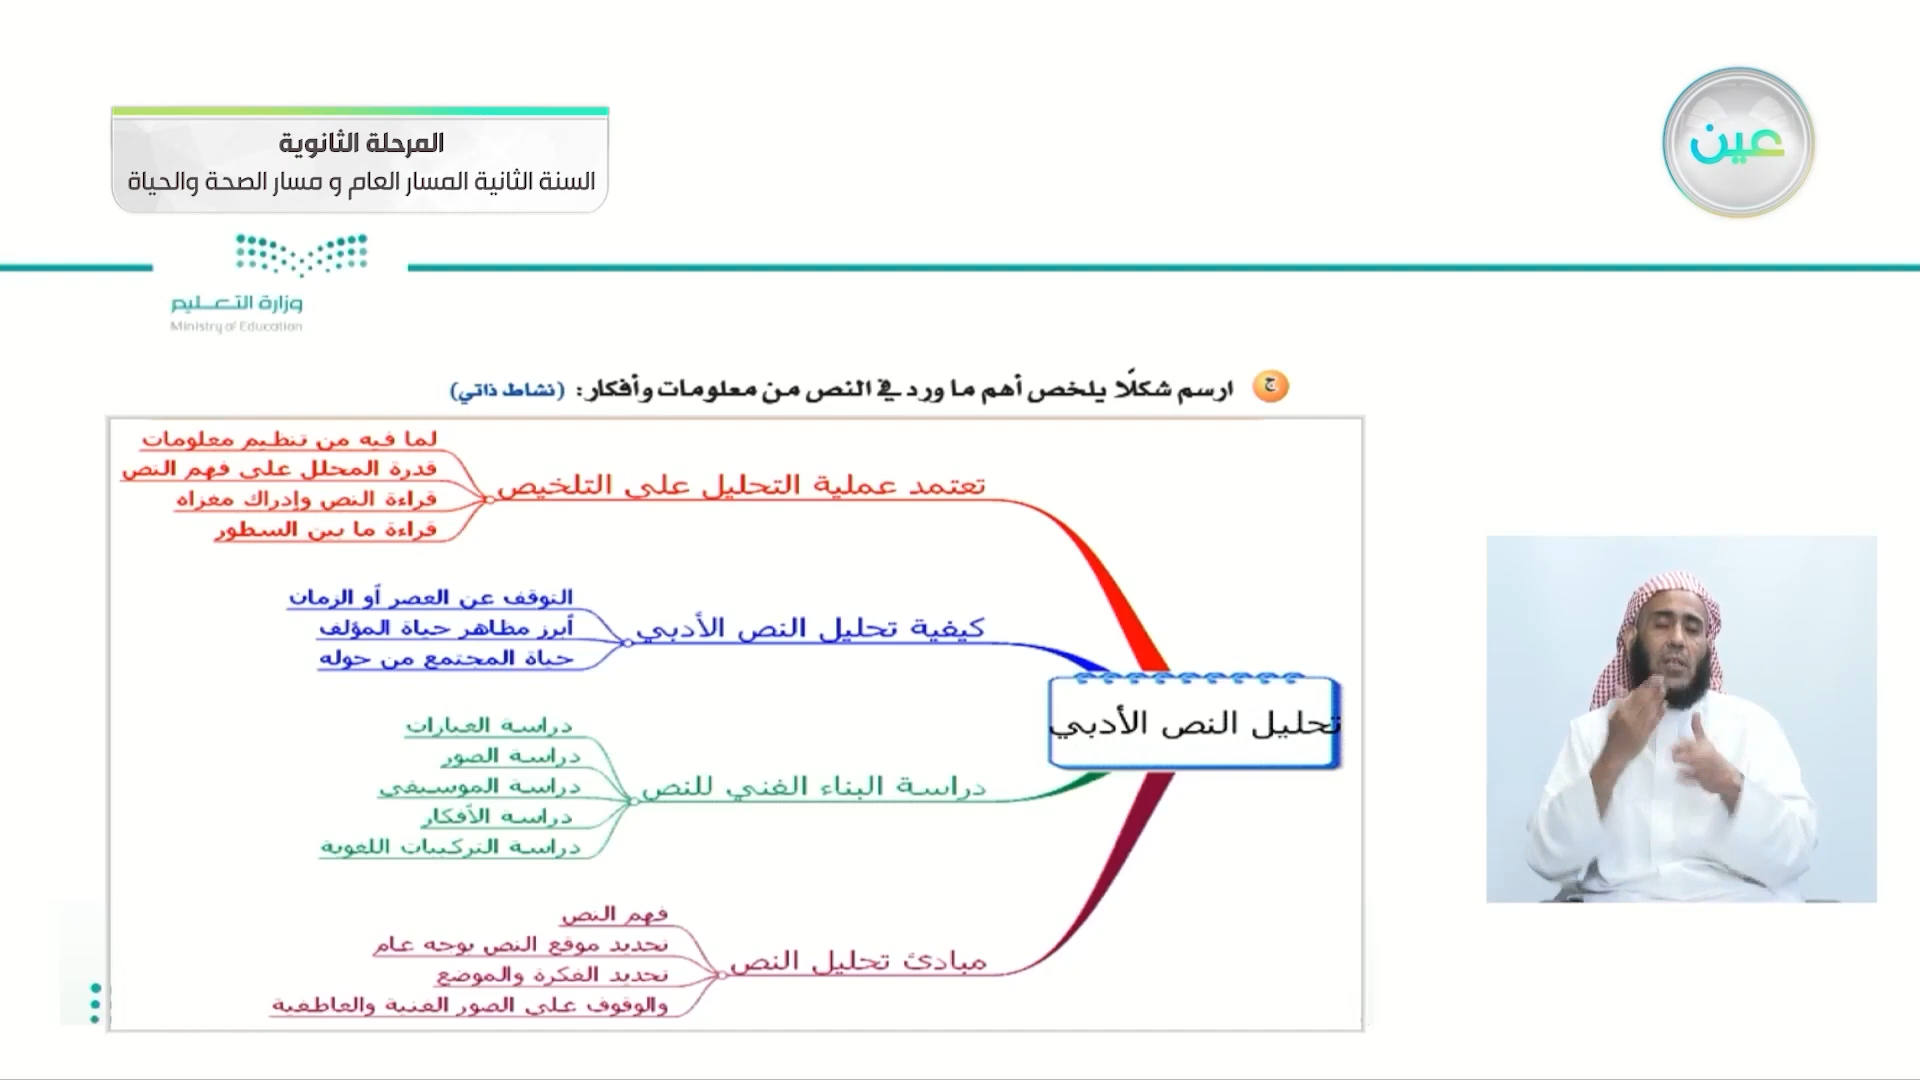 المرحلة الثانوية
السنة الثانية المسار العام و مسار الصحة والحياة
عين
وزارة التعليم
Ministry of Education
ج ارسم شكلًا يلخص أهم ما ورد في النص من معلومات وأفكار: (نشاط ذاتي)
تحليل النص الأدبي
تعتمد عملية التحليل على التلخيص
لما فيه من تنظيم معلومات
قدرة المحلل على فهم النص
قراءة النص وإدراك مغزاه
قراءة ما بين السطور
كيفية تحليل النص الأدبي
التوقف عن العصر أو الزمان
أبرز مظاهر حياة المؤلف
حياة المجتمع من حوله
دراسة البناء الفني للنص
دراسة العبارات
دراسة الصور
دراسة الموسيقى
دراسة الأفكار
دراسة التركيبات اللغوية
مبادئ تحليل النص
فهم النص
تحديد موقع النص بوجه عام
تحديد الفكرة والموضع
والوقوف على الصور الفنية والعاطفية